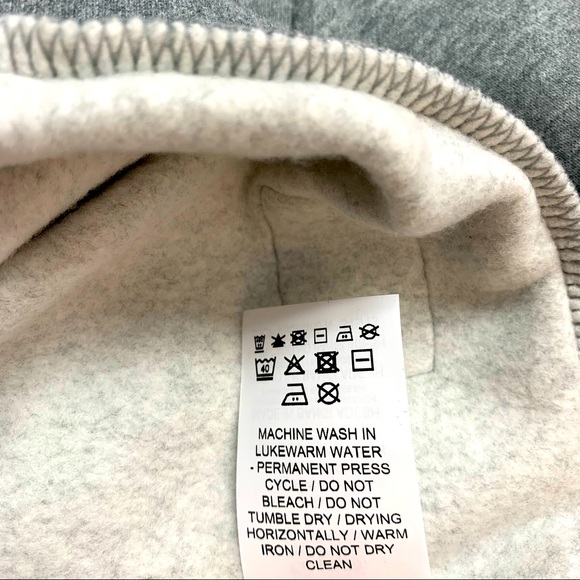 40
MACHINE WASH IN
LUKEWARM WATER
- PERMANENT PRESS
CYCLE / DO NOT
BLEACH / DO NOT
TUMBLE DRY / DRYING
HORIZONTALLY / WARM
IRON / DO NOT DRY
CLEAN